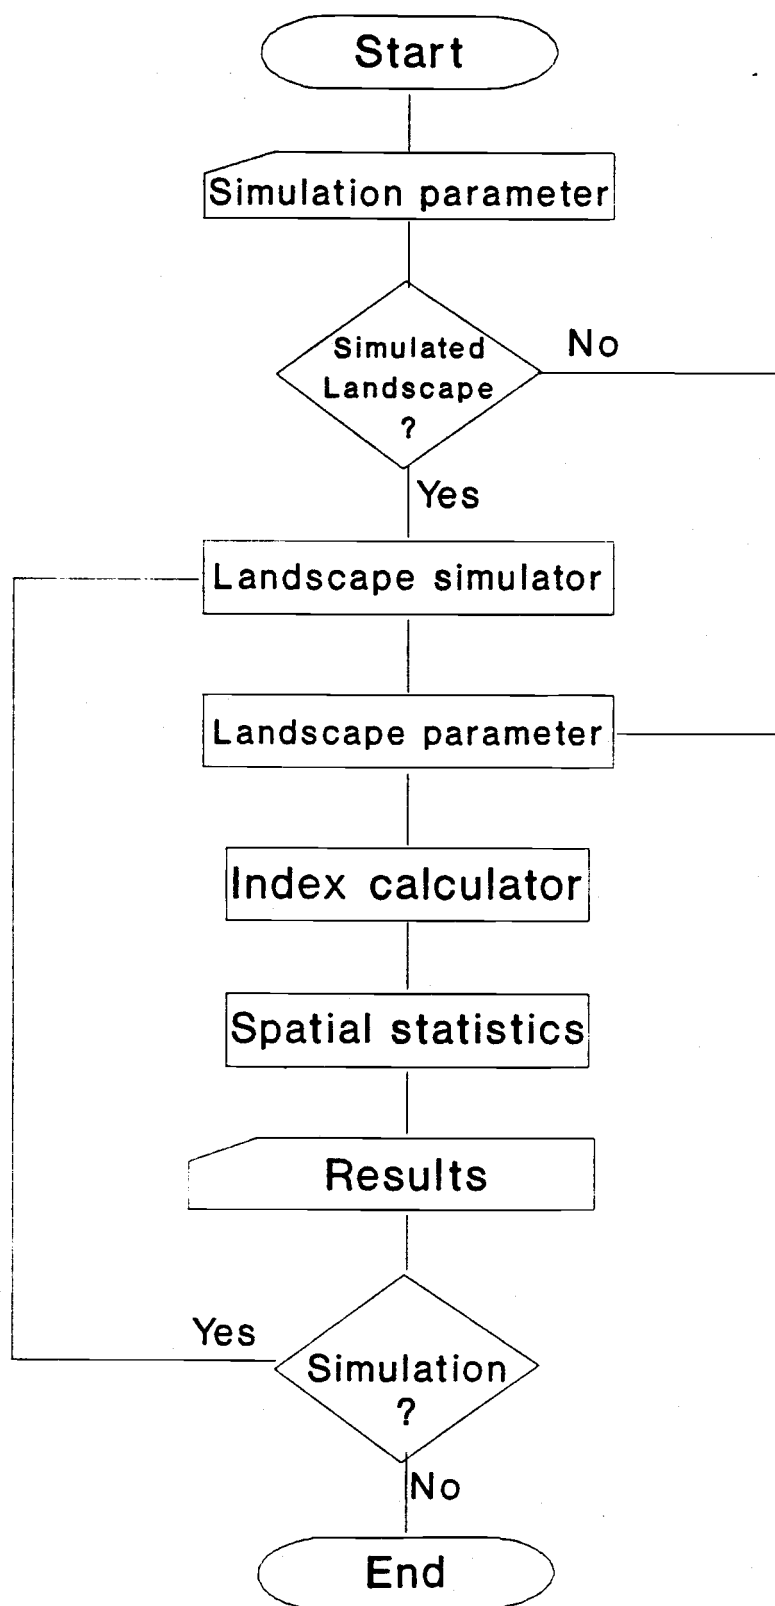 Start
Simulation parameter
Simulated
Landscape
?
No
Yes
Landscape simulator
Landscape parameter
Index calculator
Spatial statistics
Results
Yes
Simulation
?
No
End